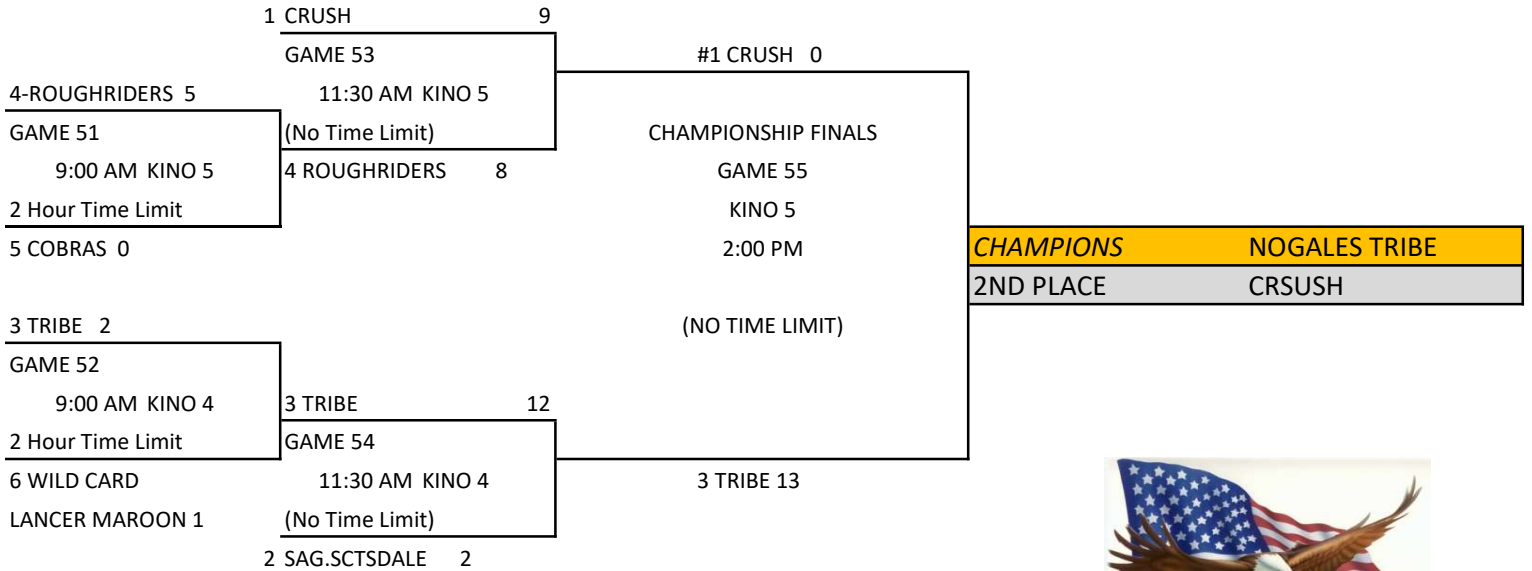 1 CRUSH 9
GAME 53
#1 CRUSH 0
4-ROUGHRIDERS 5
11:30 AM KINO 5
GAME 51
(No Time Limit)
CHAMPIONSHIP FINALS
9:00 AM KINO 5
4 ROUGHRIDERS 8
GAME 55
2 Hour Time Limit
KINO 5
5 COBRAS 0
2:00 PM
CHAMPIONS NOGALES TRIBE
2ND PLACE CRSUSH
3 TRIBE 2
(NO TIME LIMIT)
GAME 52
9:00 AM KINO 4
3 TRIBE 12
2 Hour Time Limit
GAME 54
6 WILD CARD
11:30 AM KINO 4
3 TRIBE 13
LANCER MAROON 1
(No Time Limit)
2 SAG.SCTSDALE 2